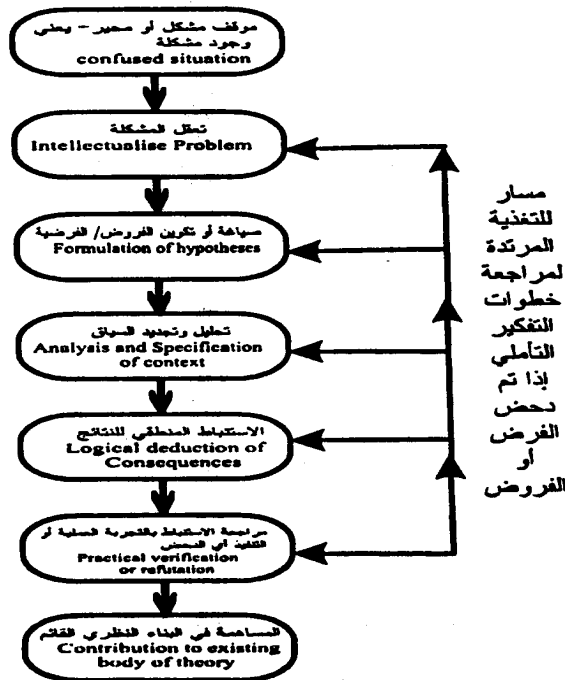 موقف مشكل أو محير - يعني
وجود مشكلة
confused situation
تعقل المشكلة
Intellectualise Problem
صياغة أو تكوين الفروض/ الفرضية
Formulation of hypotheses
تحليل وتحديد السياق
Analysis and Specification
of context
الاستنباط المنطقي للنتائج
Logical deduction of
Consequences
مراجعة الاستنباط بالتجربة العملية أو
التفنيد أي الدحض
Practical verification
or refutation
المساهمة في البناء النظري القائم
Contribution to existing
body of theory
مسار
للتغذية
المرتدة
لمراجعة
خطوات
التفكير
التأملي
إذا تم
دحض
الفرض
أو
الفروض